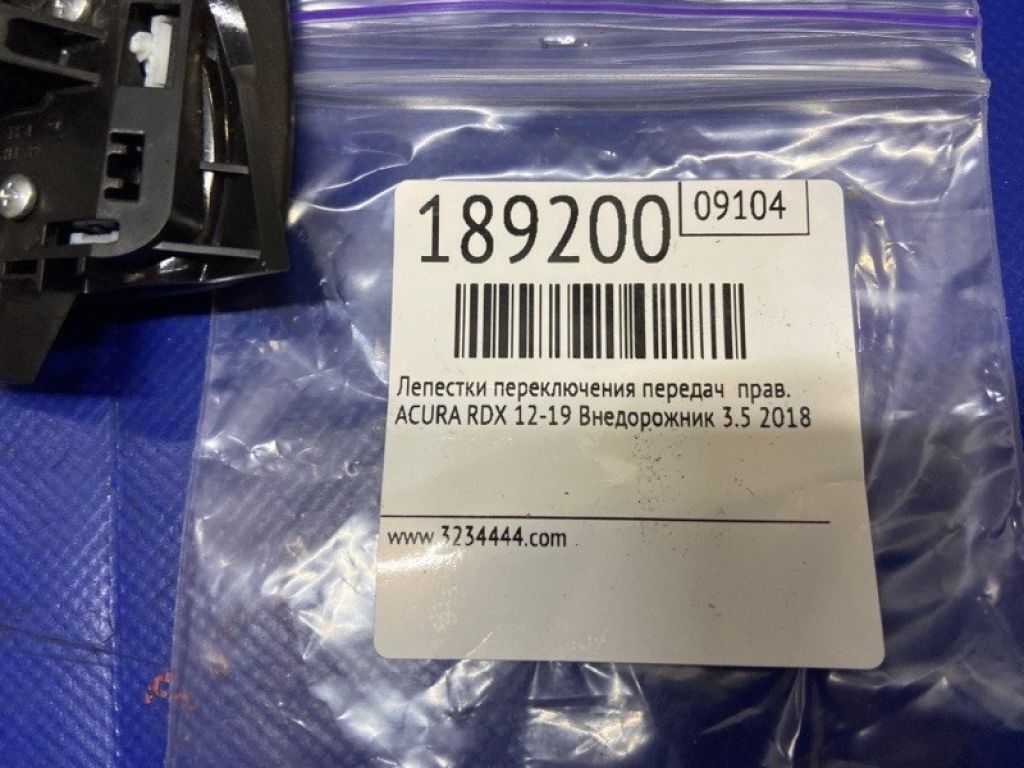 189200
09104
Лепестки переключения передач прав.
ACURA RDX 12-19 Внедорожник 3.5 2018
www.3234444.com